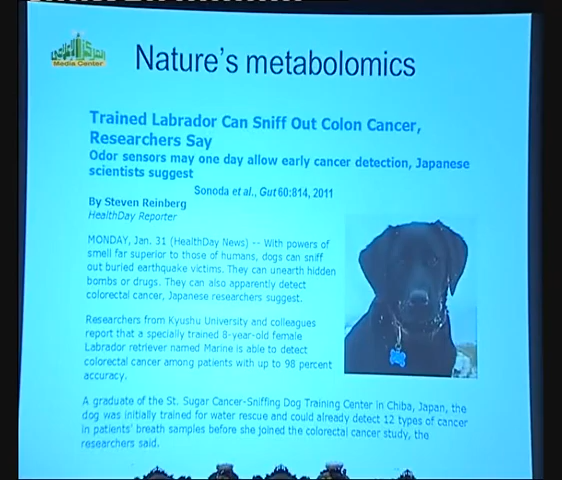 المركز الإعلامي
Media Center
Nature's metabolomics
Trained Labrador Can Sniff Out Colon Cancer,
Researchers Say
Odor sensors may one day allow early cancer detection, Japanese
scientists suggest
Sonoda et al., Gut 60:814, 2011
By Steven Reinberg
HealthDay Reporter
MONDAY, Jan. 31 (HealthDay News) -- With powers of
smell far superior to those of humans, dogs can sniff
out buried earthquake victims. They can unearth hidden
bombs or drugs. They can also apparently detect
colorectal cancer, Japanese researchers suggest.
Researchers from Kyushu University and colleagues
report that a specially trained 8-year-old female
Labrador retriever named Marine is able to detect
colorectal cancer among patients with up to 98 percent
accuracy.
A graduate of the St. Sugar Cancer-Sniffing Dog Training Center in Chiba, Japan, the
dog was initially trained for water rescue and could already detect 12 types of cancer
in patients' breath samples before she joined the colorectal cancer study, the
researchers said.